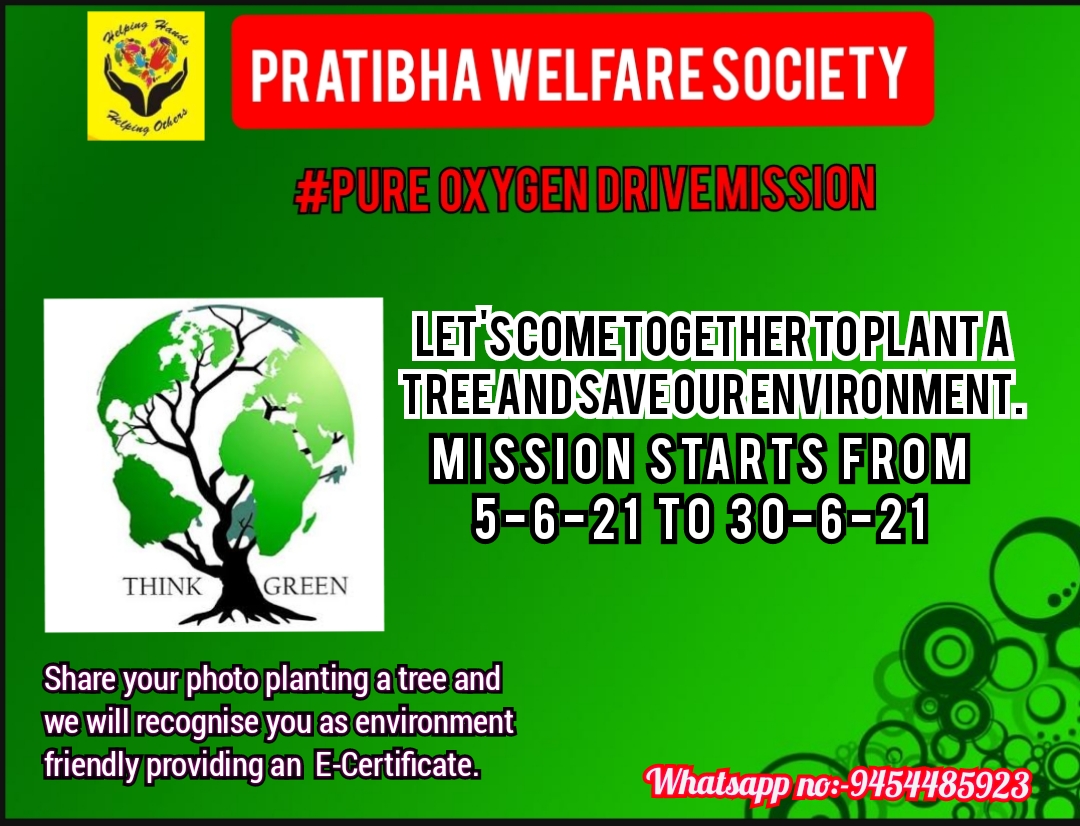 Helping Hands
Helping Others
PRATIBHA WELFARE SOCIETY
#PURE OXYGEN DRIVE MISSION
LET'S COME TOGETHER TO PLANT A
TREE AND SAVE OUR ENVIRONMENT.
MISSION STARTS FROM
5-6-21 TO 30-6-21
THINK GREEN
Share your photo planting a tree and
we will recognise you as environment
friendly providing an E-Certificate.
Whatsapp no:-9454485923